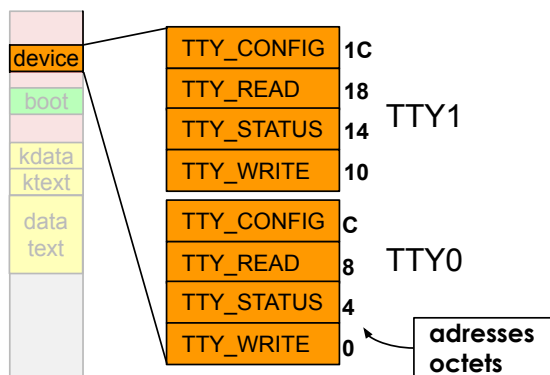 device
boot
kdata
ktext
data
text
TTY_CONFIG 1C
TTY_READ 18
TTY_STATUS 14
TTY_WRITE 10
TTY1
TTY_CONFIG C
TTY_READ 8
TTY_STATUS 4
TTY_WRITE 0
TTY0
adresses
octets